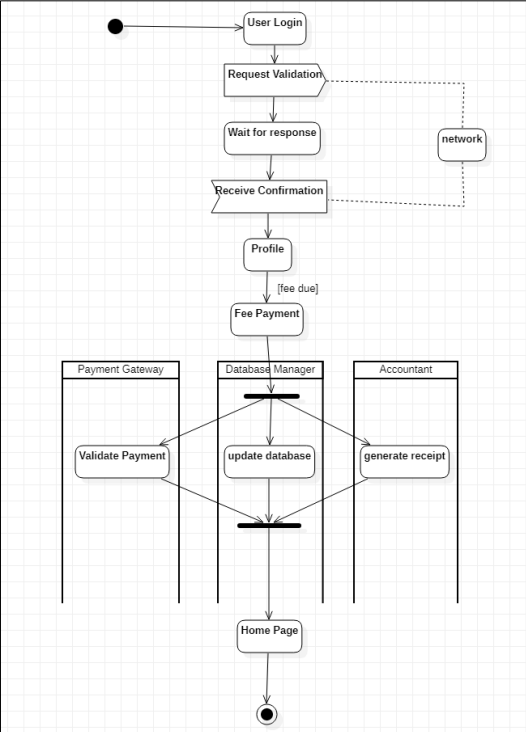 User Login
Request Validation
Wait for response
network
Receive Confirmation
Profile
[fee due]
Fee Payment
Payment Gateway
Database Manager
Accountant
Validate Payment
update database
generate receipt
Home Page